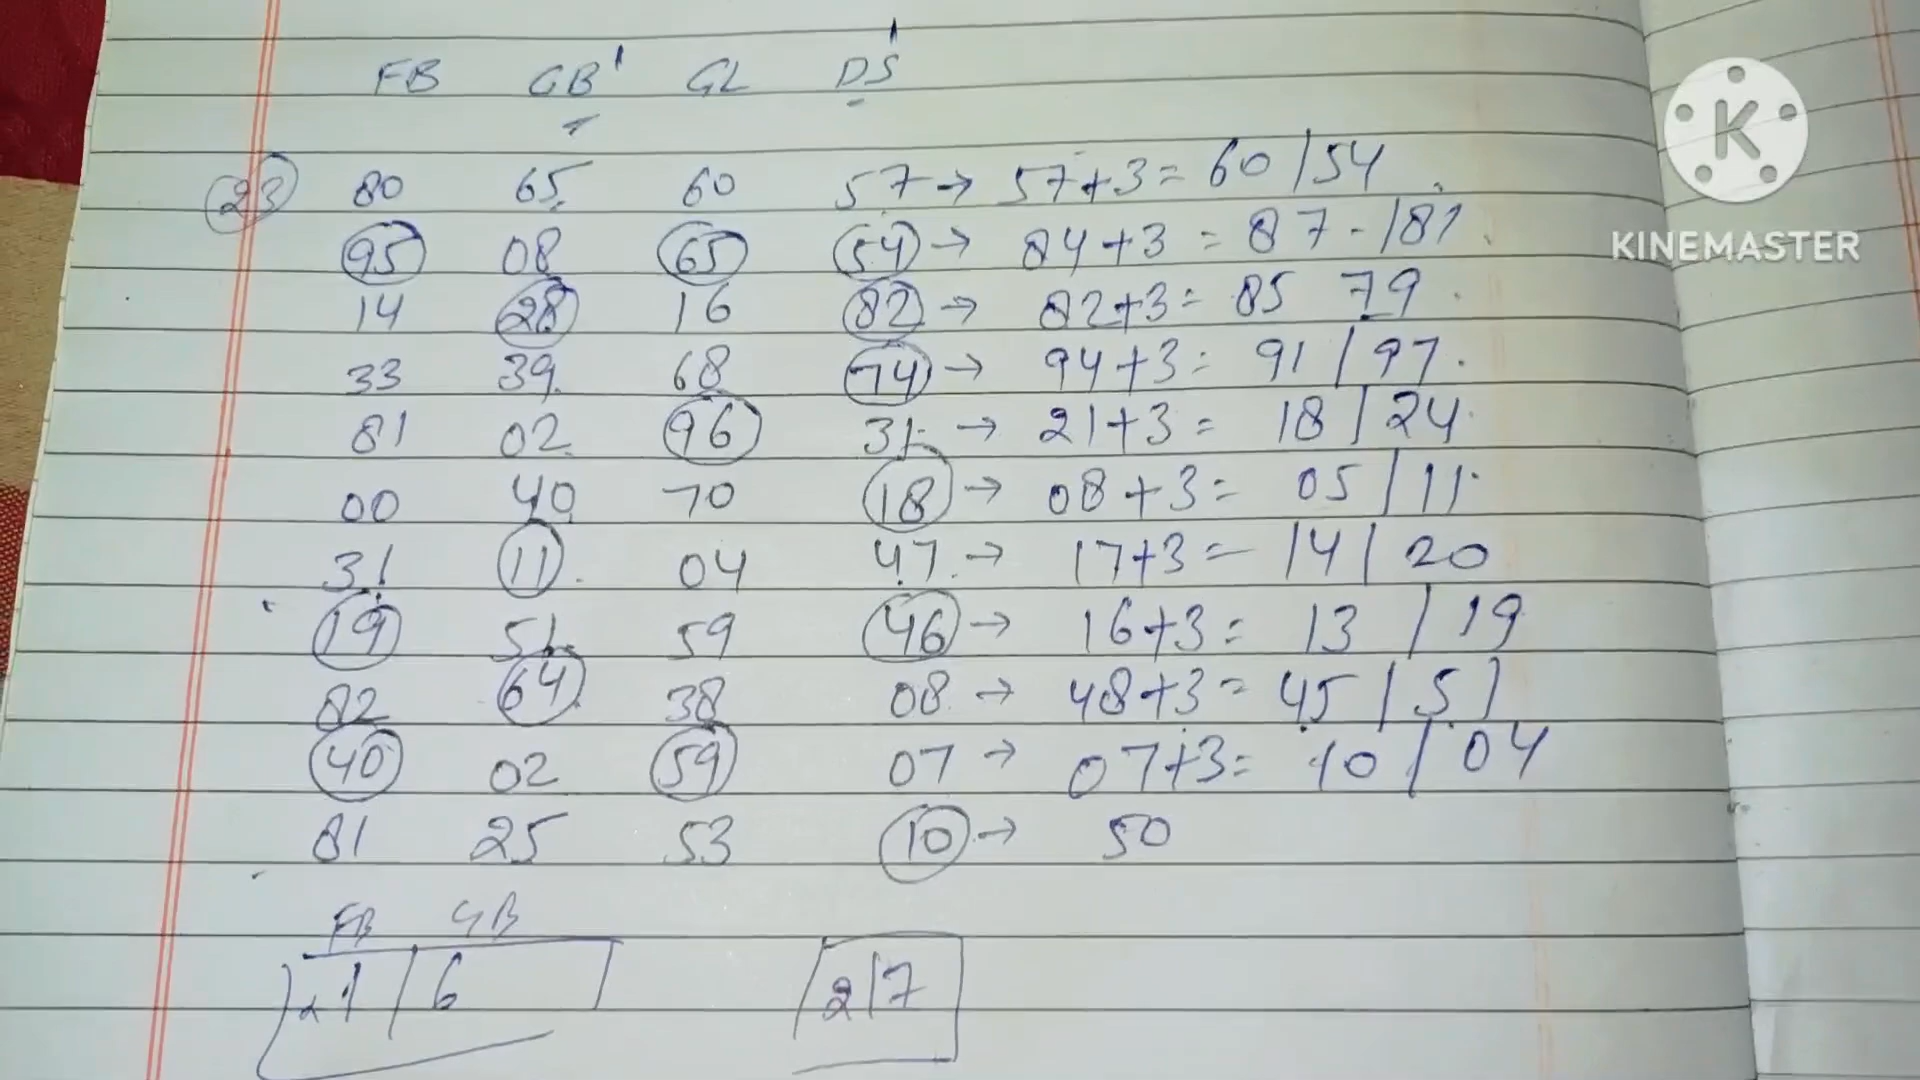 FB GB GL DS
23 80 65 60 57 → 57+3= 60/54
95 08 65 54 → 84+3 = 87-/81
14 28 16 82 → 82+3= 85 79
33 39 68 74 → 94+3= 91/97
81 02 96 31 → 21+3= 18/24
00 40 70 18 → 08+3= 05/11
31 11 04 47 → 17+3= 14/20
19 51 59 46 → 16+3= 13/19
82 64 38 08 → 48+3= 45/51
40 02 59 07 → 07+3= 10/04
81 25 53 10 → 50
FB GB
1/6 2/7
K
KINEMASTER